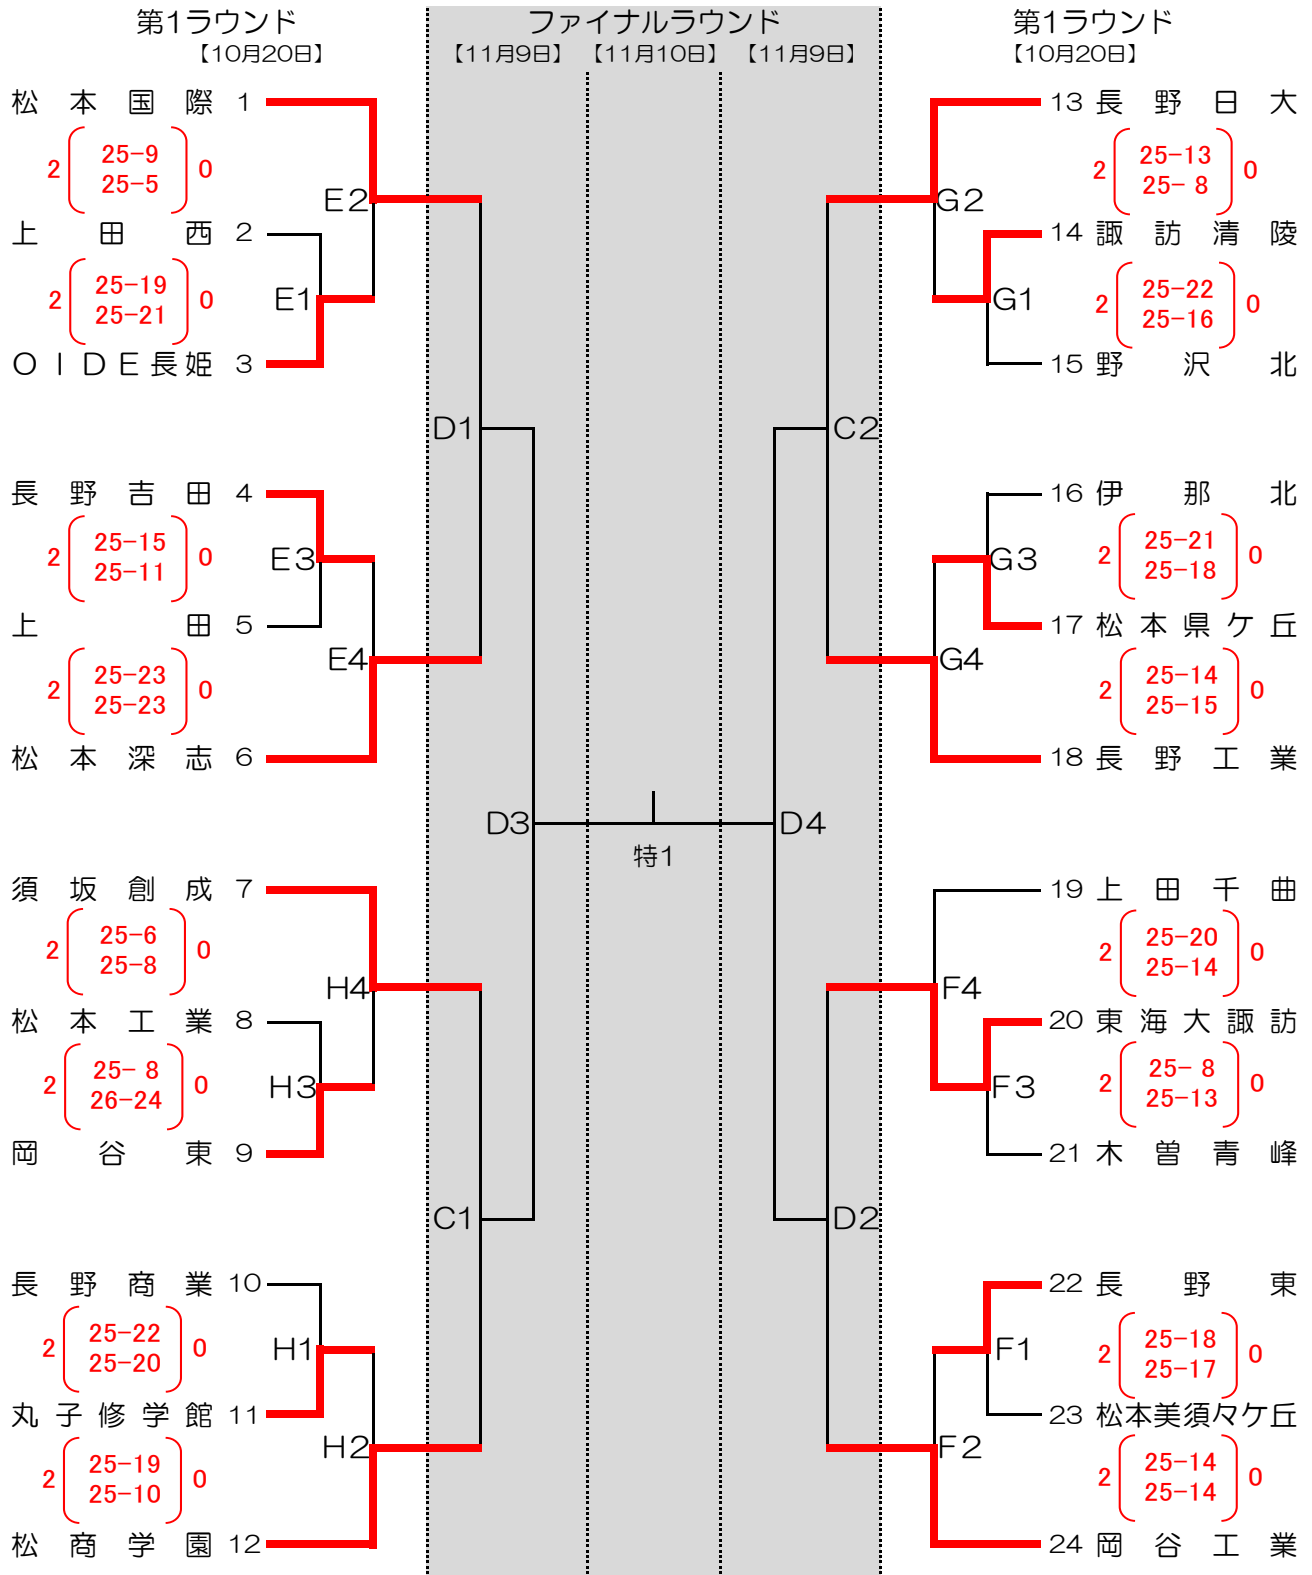 第1ラウンド
【10月20日】
ファイナルラウンド
【11月9日】【11月10日】【11月9日】
第1ラウンド
【10月20日】
松本国際 1
2 25-9 0
25-5
E2
上田西 2
2 25-19 0
25-21
E1
OIDE長姫 3
D1
長野吉田 4
2 25-15 0
25-11
E3
上田 5
E4
2 25-23 0
25-23
松本深志 6
D3
特1
D4
須坂創成 7
2 25-6 0
25-8
H4
松本工業 8
2 25-8 0
26-24
H3
岡谷東 9
C1
長野商業 10
2 25-22 0
25-20
H1
丸子修学館 11
H2
2 25-19 0
25-10
松商学園 12
13 長野日大
2 25-13 0
25-8
G2
14 諏訪清陵
2 25-22 0
25-16
G1
15 野沢北
C2
16 伊那北
2 25-21 0
25-18
G3
17 松本県ケ丘
G4
2 25-14 0
25-15
18 長野工業
19 上田千曲
2 25-20 0
25-14
F4
20 東海大諏訪
2 25-8 0
25-13
F3
21 木曽青峰
D2
22 長野東
2 25-18 0
25-17
F1
23 松本美須々ケ丘
F2
2 25-14 0
25-14
24 岡谷工業